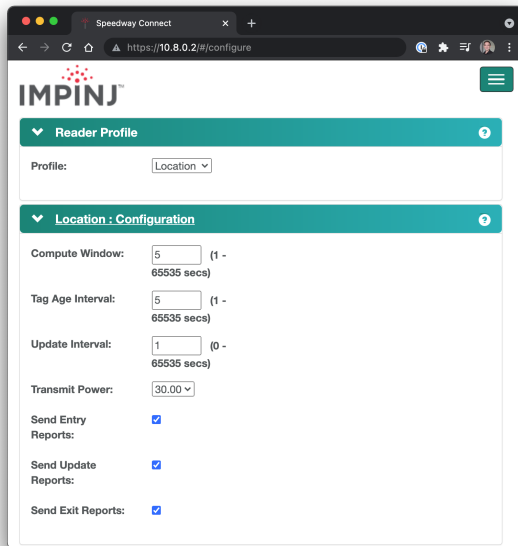 Speedway Connect
https://10.8.0.2/#/configure
IMPINJ™
Reader Profile
Profile: Location
Location : Configuration
Compute Window: 5 (1 -
65535 secs)
Tag Age Interval: 5 (1 -
65535 secs)
Update Interval: 1 (0 -
65535 secs)
Transmit Power: 30.00
Send Entry
Reports:
Send Update
Reports:
Send Exit Reports: